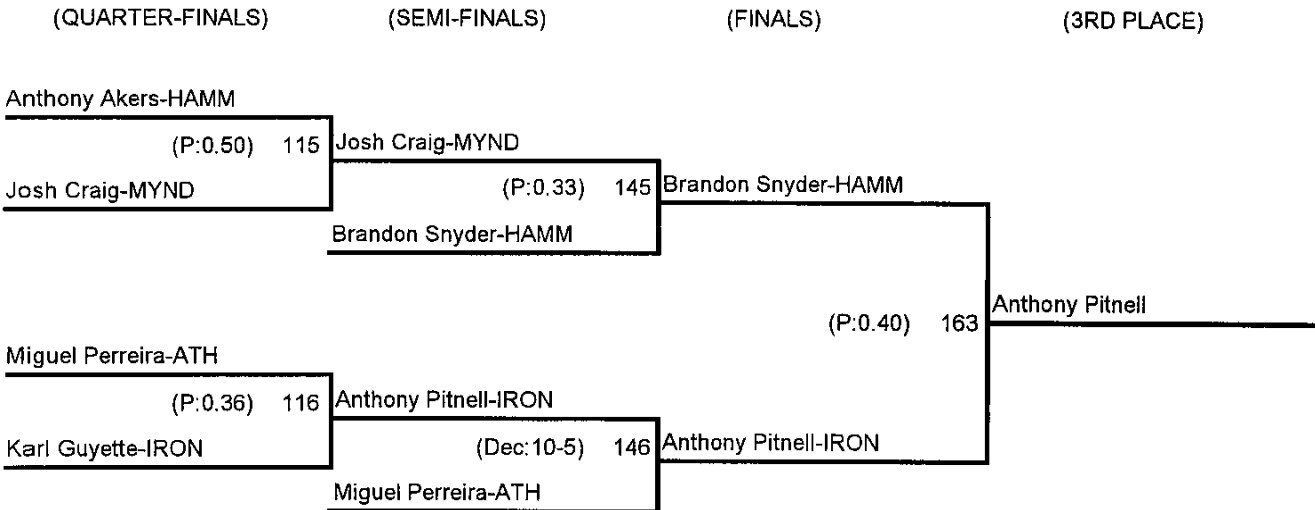 (QUARTER-FINALS) (SEMI-FINALS) (FINALS) (3RD PLACE)
Anthony Akers-HAMM
(P:0.50) 115 Josh Craig-MYND
Josh Craig-MYND (P:0.33) 145 Brandon Snyder-HAMM
Brandon Snyder-HAMM
(P:0.40) 163 Anthony Pitnell
Miguel Perreira-ATH
(P:0.36) 116 Anthony Pitnell-IRON
Karl Guyette-IRON (Dec:10-5) 146 Anthony Pitnell-IRON
Miguel Perreira-ATH